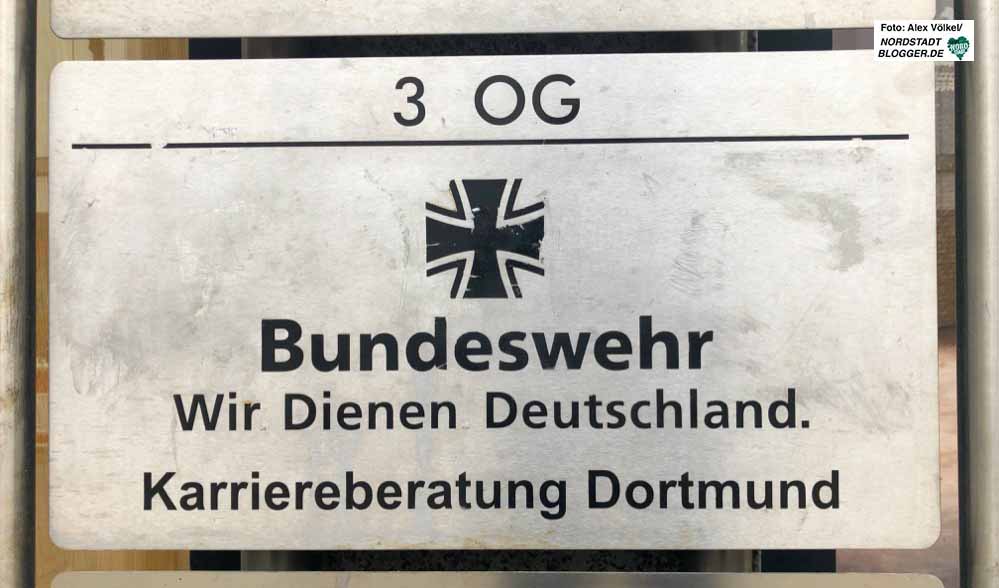 Foto: Alex Völkel/
NORDSTADT
BLOGGER.DE
3 OG
Bundeswehr
Wir Dienen Deutschland.
Karriereberatung Dortmund